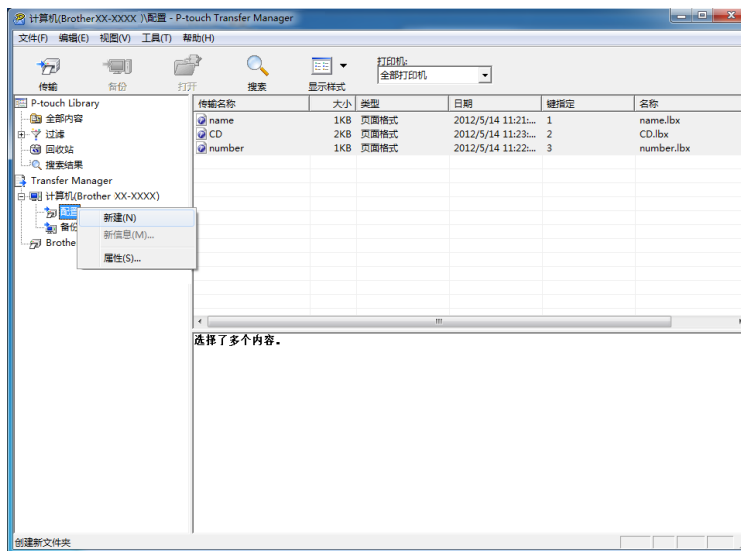 计算机(BrotherXX-XXXX )\配置 - P-touch Transfer Manager
文件(F) 编辑(E) 视图(V) 工具(T) 帮助(H)
传输 备份 打开 搜索 显示样式 打印机:
全部打印机
P-touch Library
全部内容
过滤
回收站
搜索结果
Transfer Manager
计算机(Brother XX-XXXX)
配置
备份
Brothe
新建(N)
新信息(M)...
属性(S)...
传输名称 大小 类型 日期 键指定 名称
name 1KB 页面格式 2012/5/14 11:21:... 1 name.lbx
CD 2KB 页面格式 2012/5/14 11:23:... 2 CD.lbx
number 1KB 页面格式 2012/5/14 11:22:... 3 number.lbx
选择了多个内容。
创建新文件夹